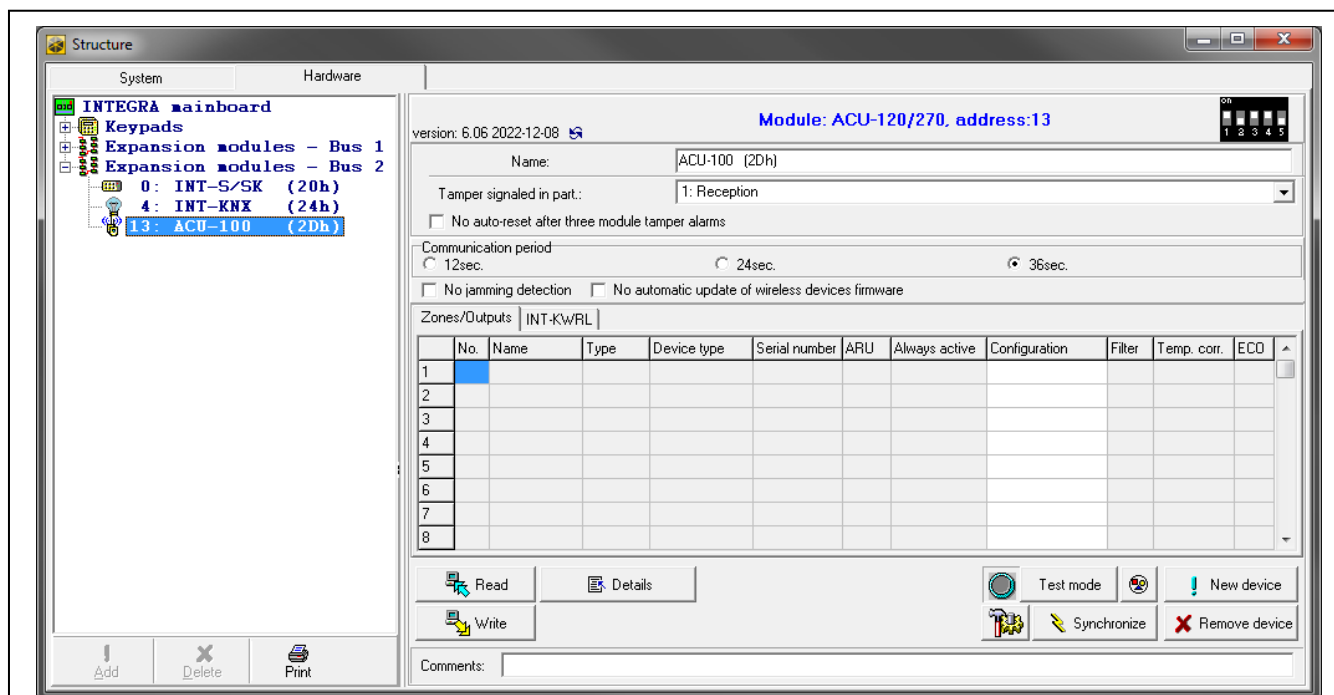 Structure
System Hardware
INTEGRA mainboard
Keypads
Expansion modules – Bus 1
Expansion modules – Bus 2
0: INT-S/SK (20h)
4: INT-KNX (24h)
13: ACU-100 (2Dh)
Add Delete Print
version: 6.06 2022-12-08
Module: ACU-120/270, address:13
on
1 2 3 4 5
Name: ACU-100 (2Dh)
Tamper signaled in part.: 1: Reception
No auto-reset after three module tamper alarms
Communication period
12sec. 24sec. 36sec.
No jamming detection No automatic update of wireless devices firmware
Zones/Outputs INT-KWRL
No. Name Type Device type Serial number ARU Always active Configuration Filter Temp. corr. ECO
1
2
3
4
5
6
7
8
Read Details Test mode New device
Write Synchronize Remove device
Comments: